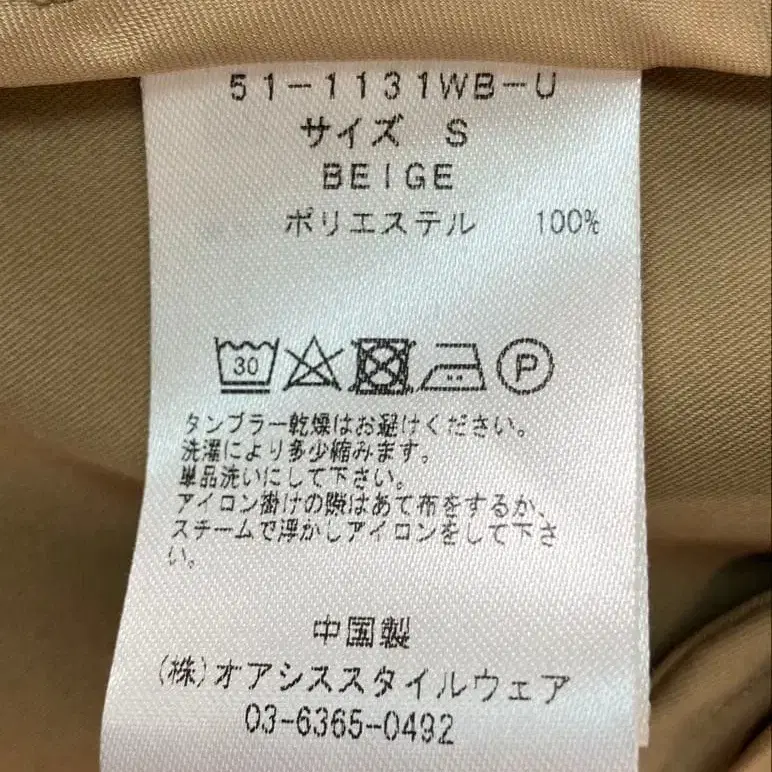 51-1131WB-U
サイズ S
BEIGE
ポリエステル 100%
30 P
タンブラー乾燥はお避けください。
洗濯により多少縮みます。
単品洗いにして下さい。
アイロン掛けの際はあて布をするか、
スチームで浮かしアイロンをして下さ
い。
中国製
(株)オアシススタイルウェア
03-6365-0492